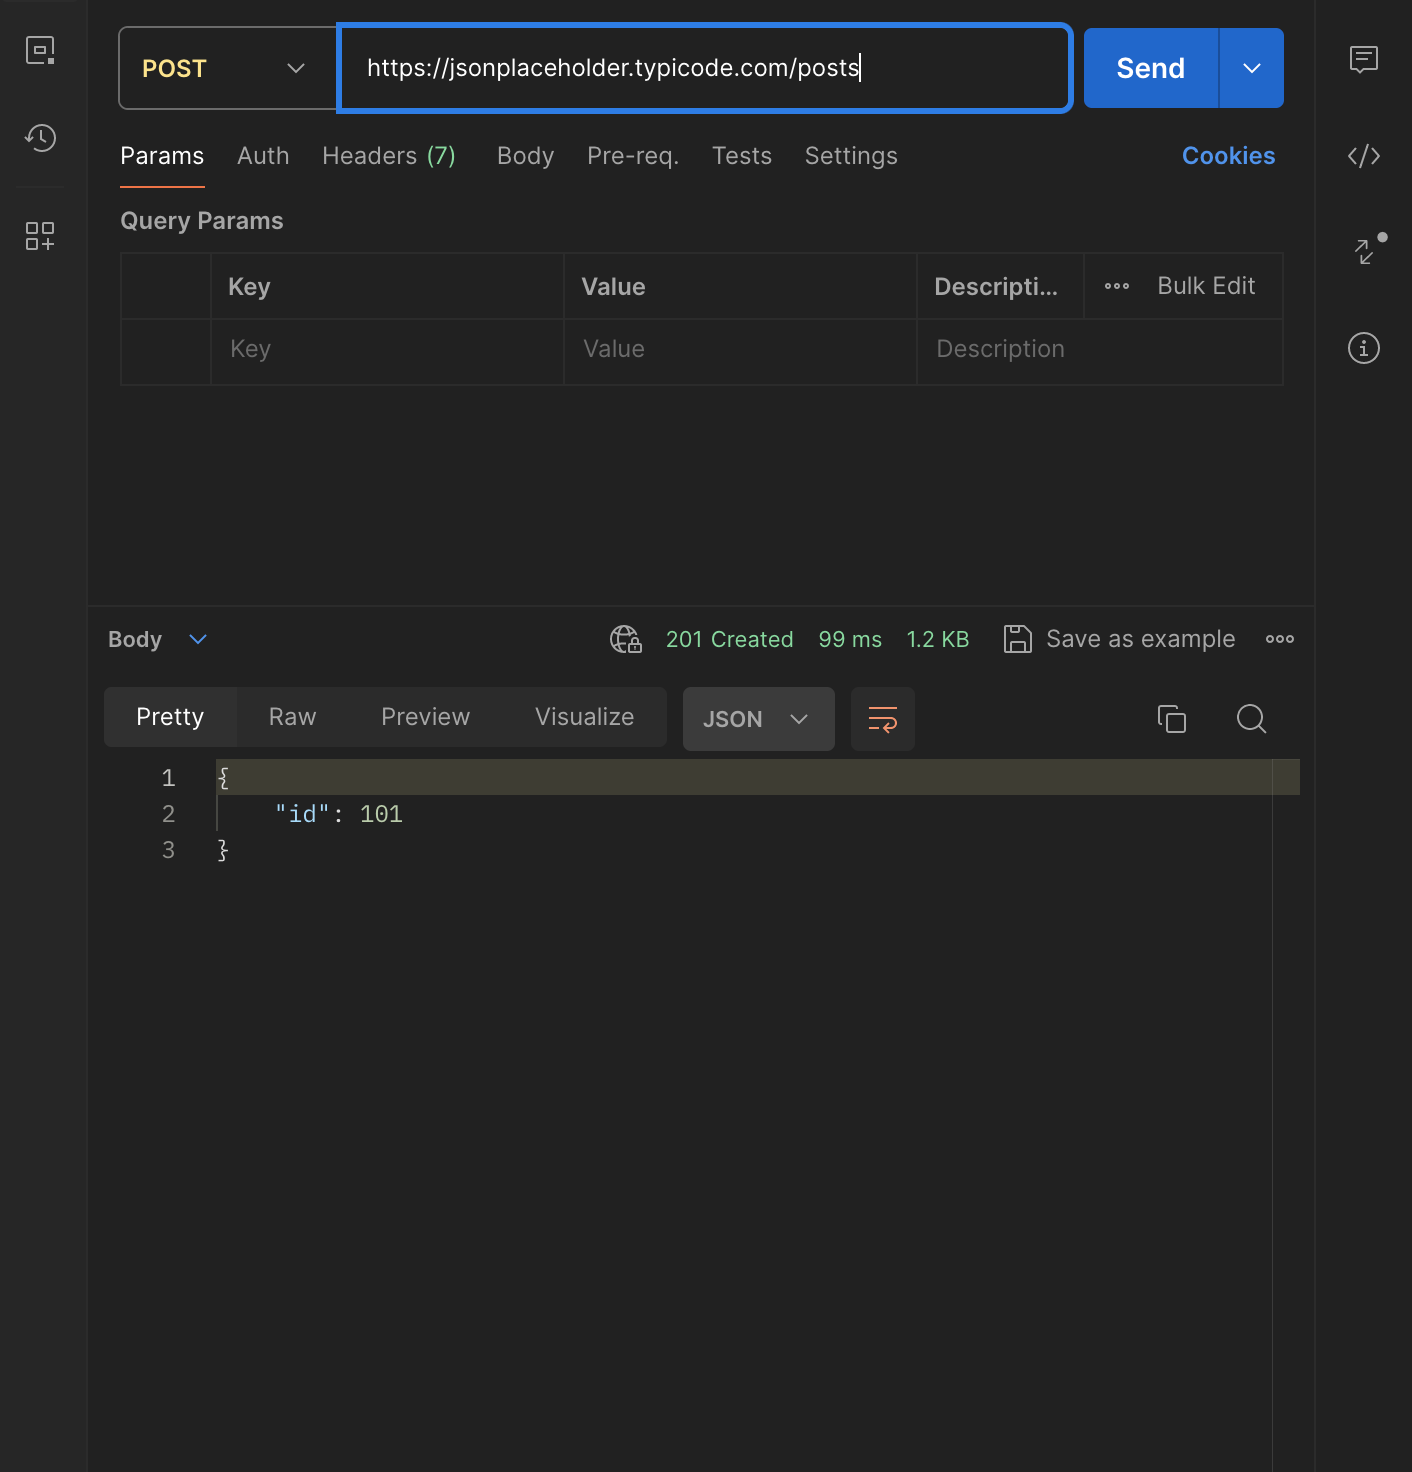 POST https://jsonplaceholder.typicode.com/posts Send
Params Auth Headers (7) Body Pre-req. Tests Settings Cookies
Query Params
Key Value Descripti... Bulk Edit
Key Value Description
Body 201 Created 99 ms 1.2 KB Save as example
Pretty Raw Preview Visualize JSON
1 {
2 "id": 101
3 }